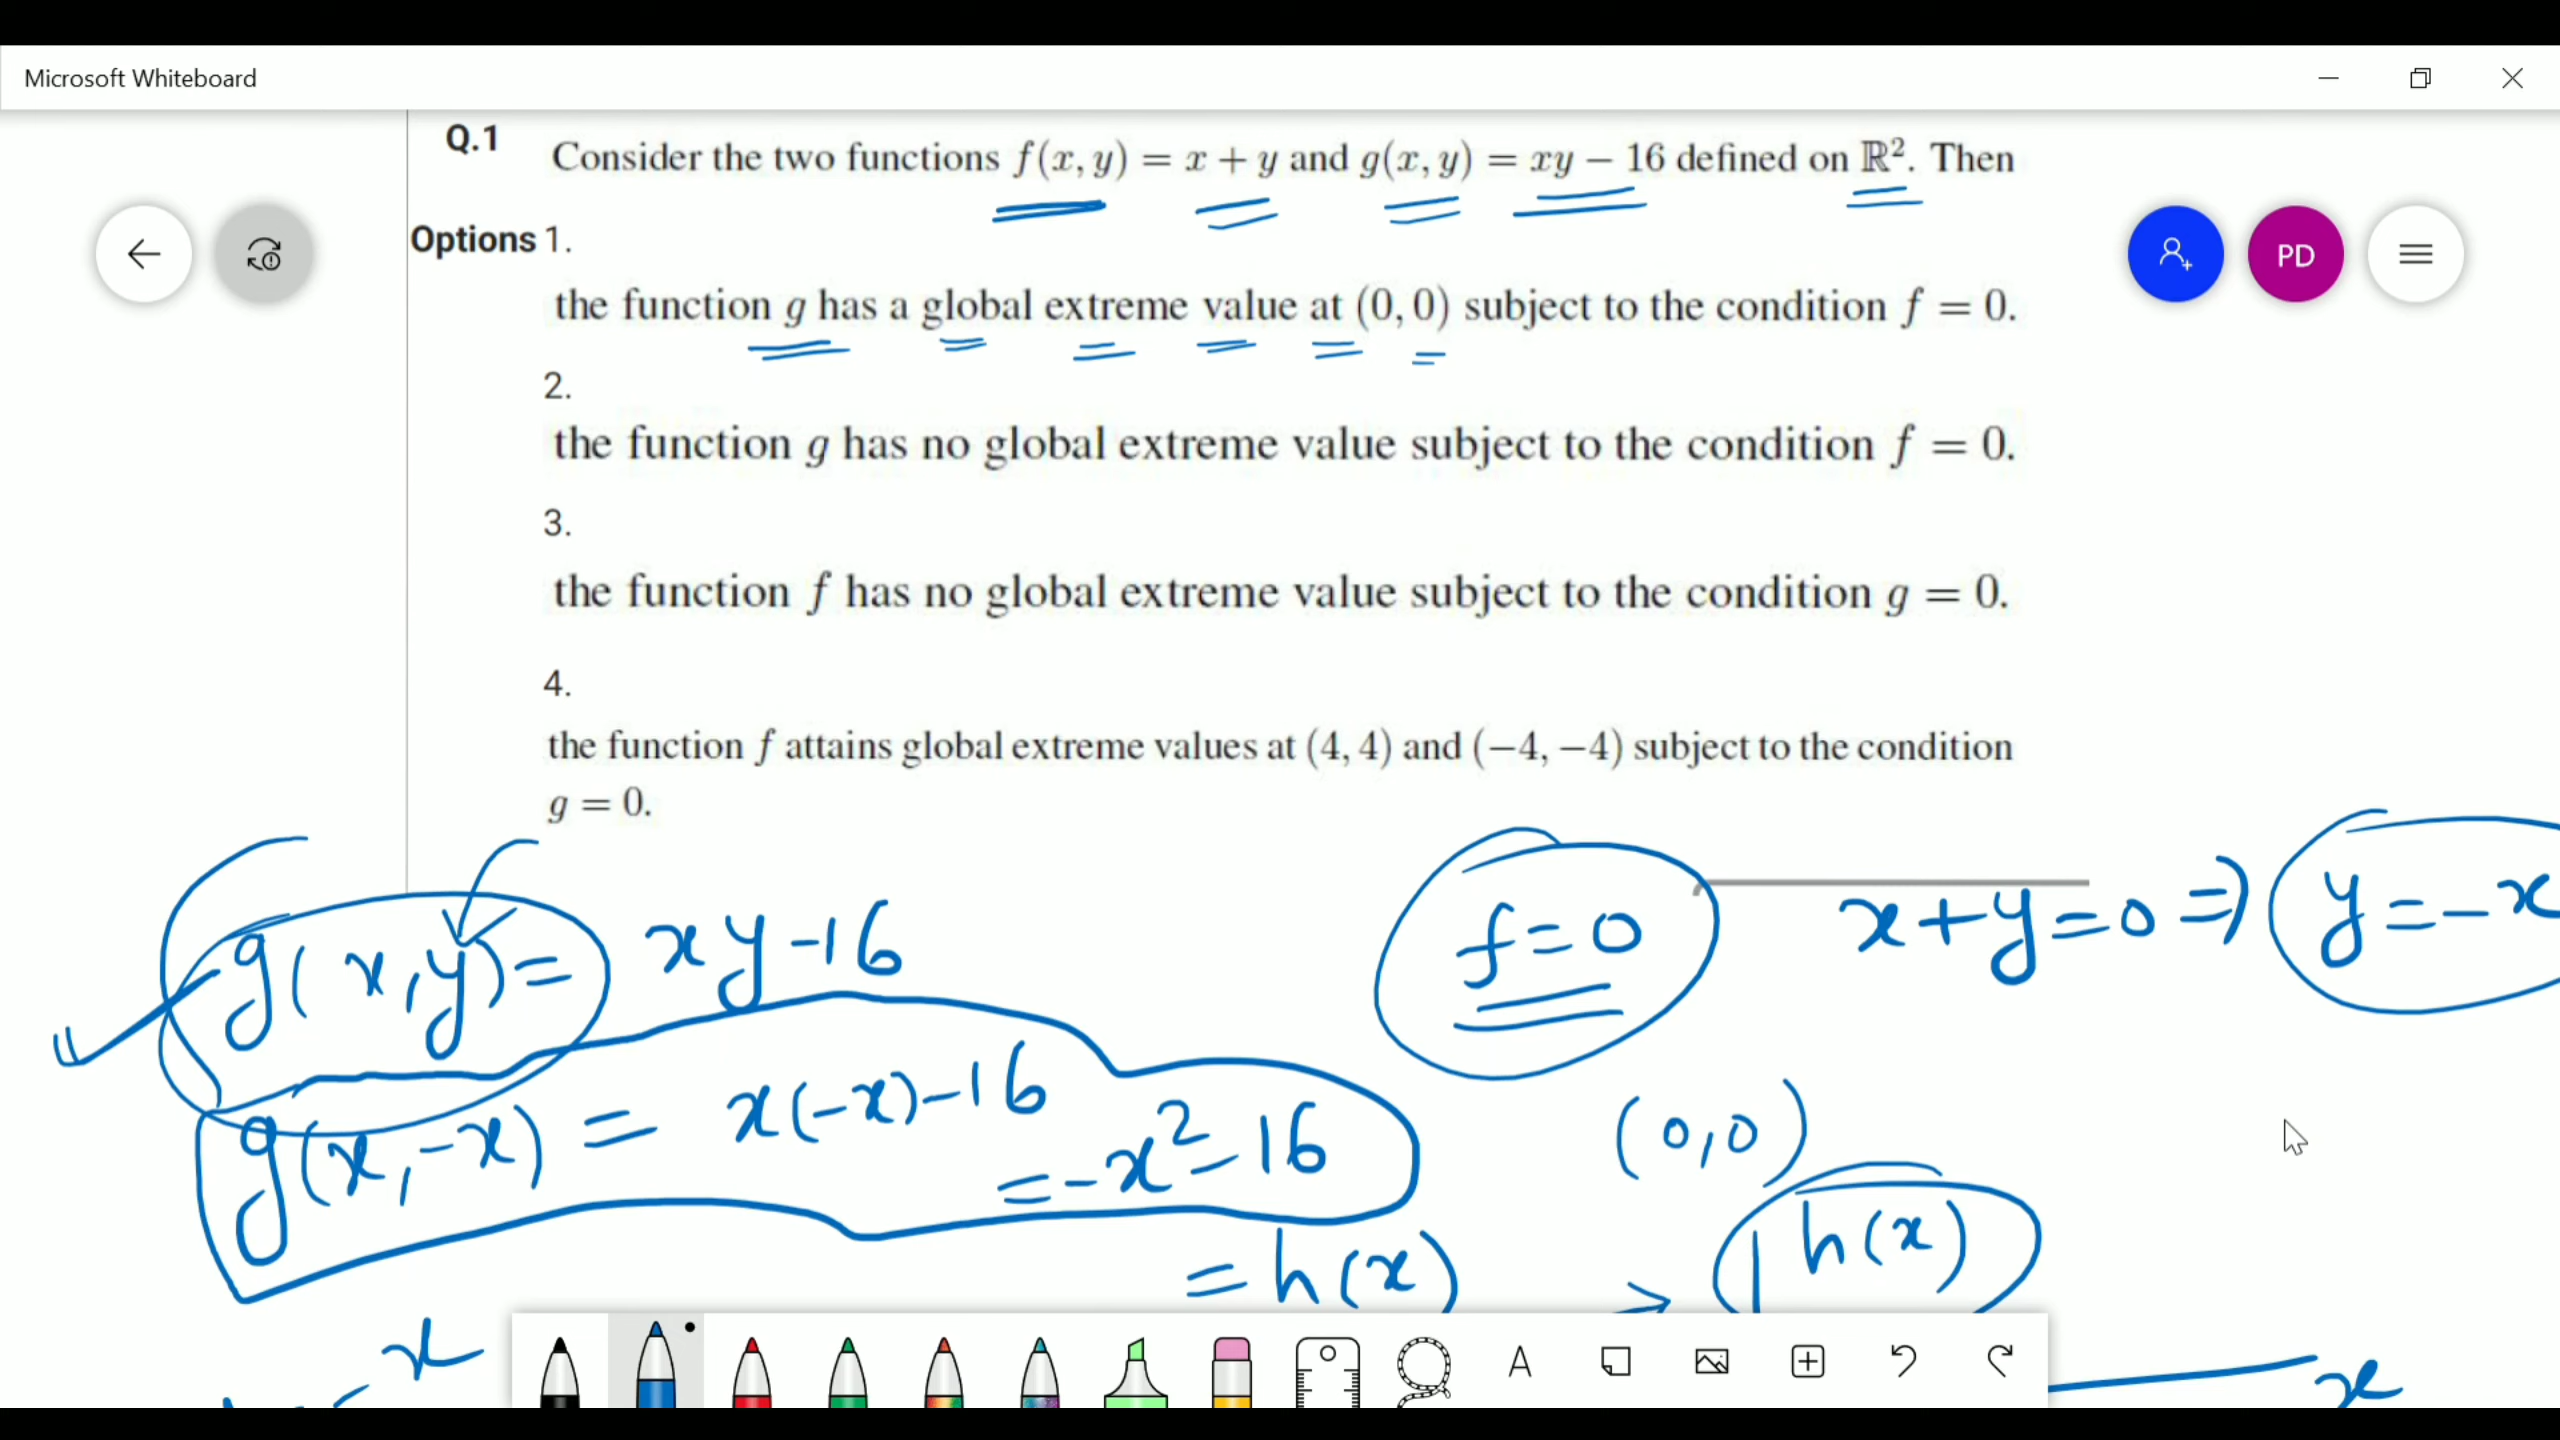 Microsoft Whiteboard
Q.1 Consider the two functions f(x, y) = x + y and g(x, y) = xy − 16 defined on ℝ². Then
Options 1.
the function g has a global extreme value at (0, 0) subject to the condition f = 0.
PD
2.
the function g has no global extreme value subject to the condition f = 0.
3.
the function f has no global extreme value subject to the condition g = 0.
4.
the function f attains global extreme values at (4, 4) and (−4, −4) subject to the condition
g = 0.
g(x,y) = xy-16
f=0
x+y=0 ⇒ y=-x
g(x,-x) = x(-x)-16
= -x²-16
(0,0)
= h(x)
h(x)
x
A
x